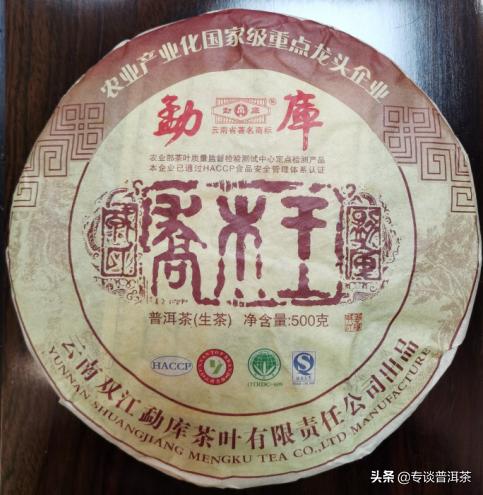 农业产业化国家级重点龙头企业
勐库
勐库
®
云南省著名商标
农业部茶叶质量监督检验测试中心定点检测产品
本企业已通过HACCP食品安全管理体系认证
喬木王
普洱茶(生茶) 净含量:500克
HACCP
云南双江勐库茶叶有限责任公司出品
YUNNAN SHUANGJIANG MENGKU TEA CO.,LTD MANUFACTURE
头条 @专谈普洱茶